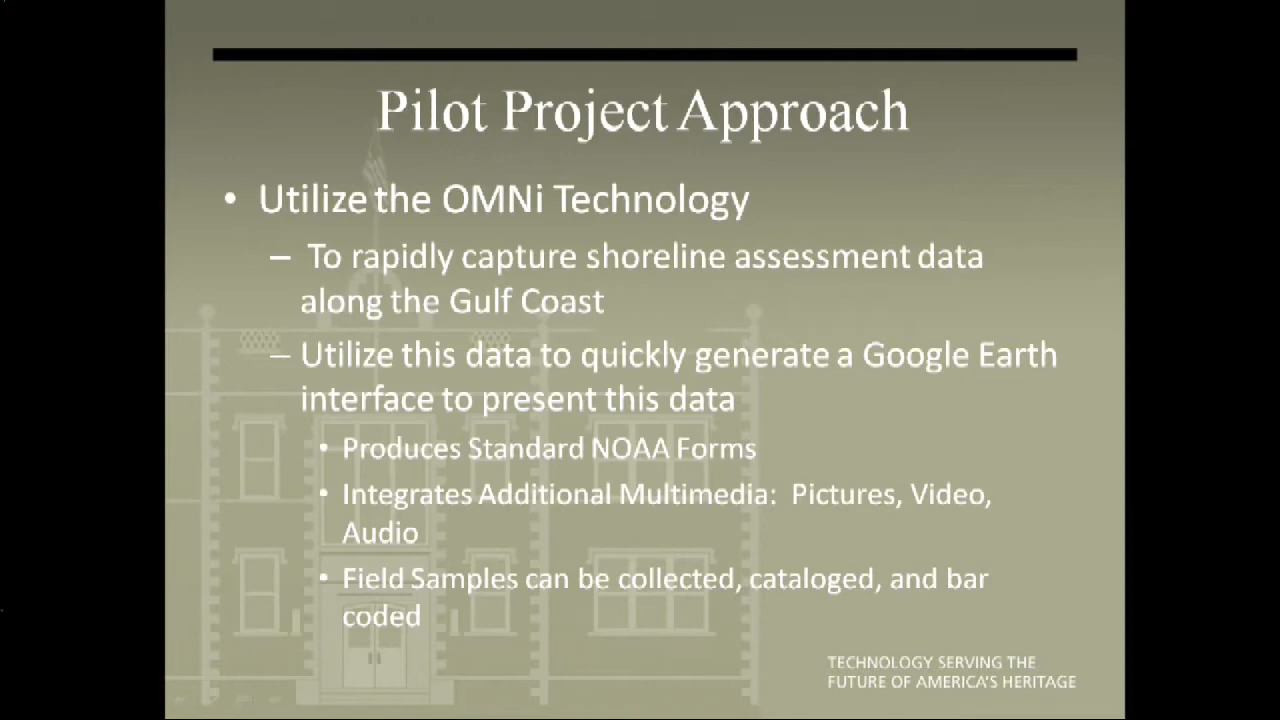 Pilot Project Approach
• Utilize the OMNi Technology
– To rapidly capture shoreline assessment data
along the Gulf Coast
– Utilize this data to quickly generate a Google Earth
interface to present this data
• Produces Standard NOAA Forms
• Integrates Additional Multimedia: Pictures, Video,
Audio
• Field Samples can be collected, cataloged, and bar
coded
TECHNOLOGY SERVING THE
FUTURE OF AMERICA'S HERITAGE